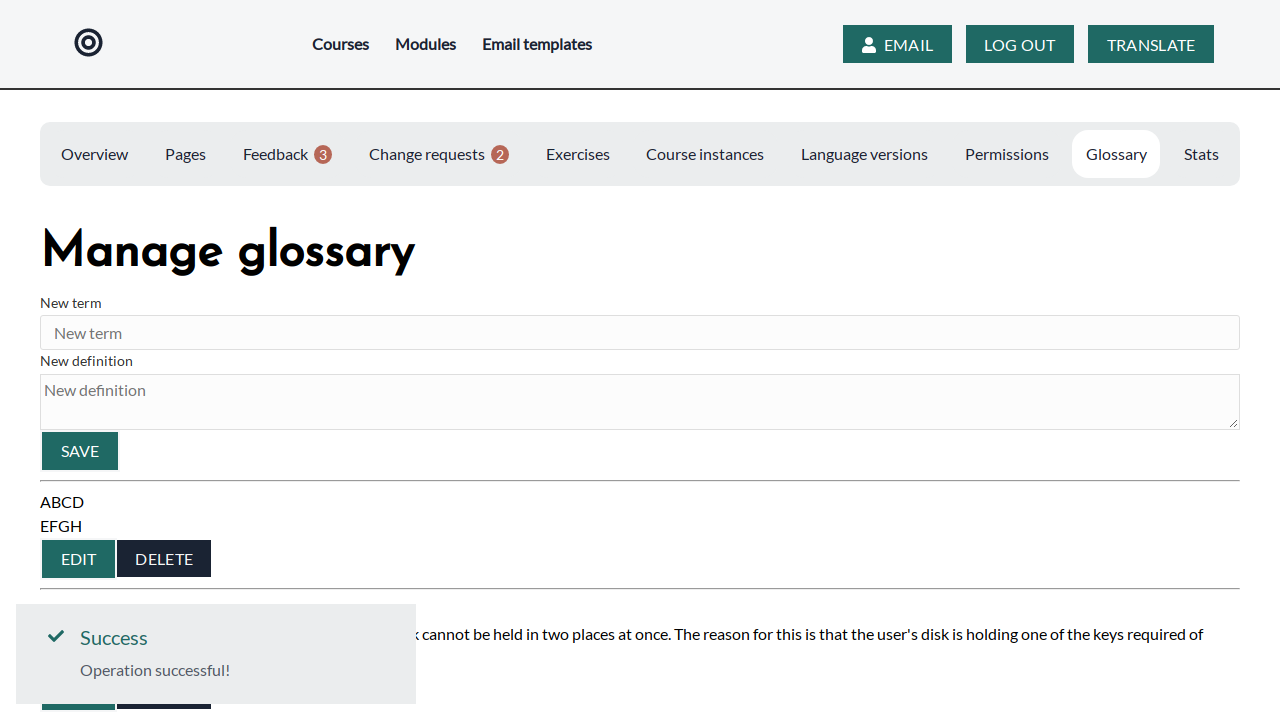 Courses Modules Email templates EMAIL LOG OUT TRANSLATE
Overview Pages Feedback 3 Change requests 2 Exercises Course instances Language versions Permissions Glossary Stats
Manage glossary
New term
New term
New definition
New definition
SAVE
ABCD
EFGH
EDIT DELETE
cannot be held in two places at once. The reason for this is that the user's disk is holding one of the keys required of
Success
Operation successful!